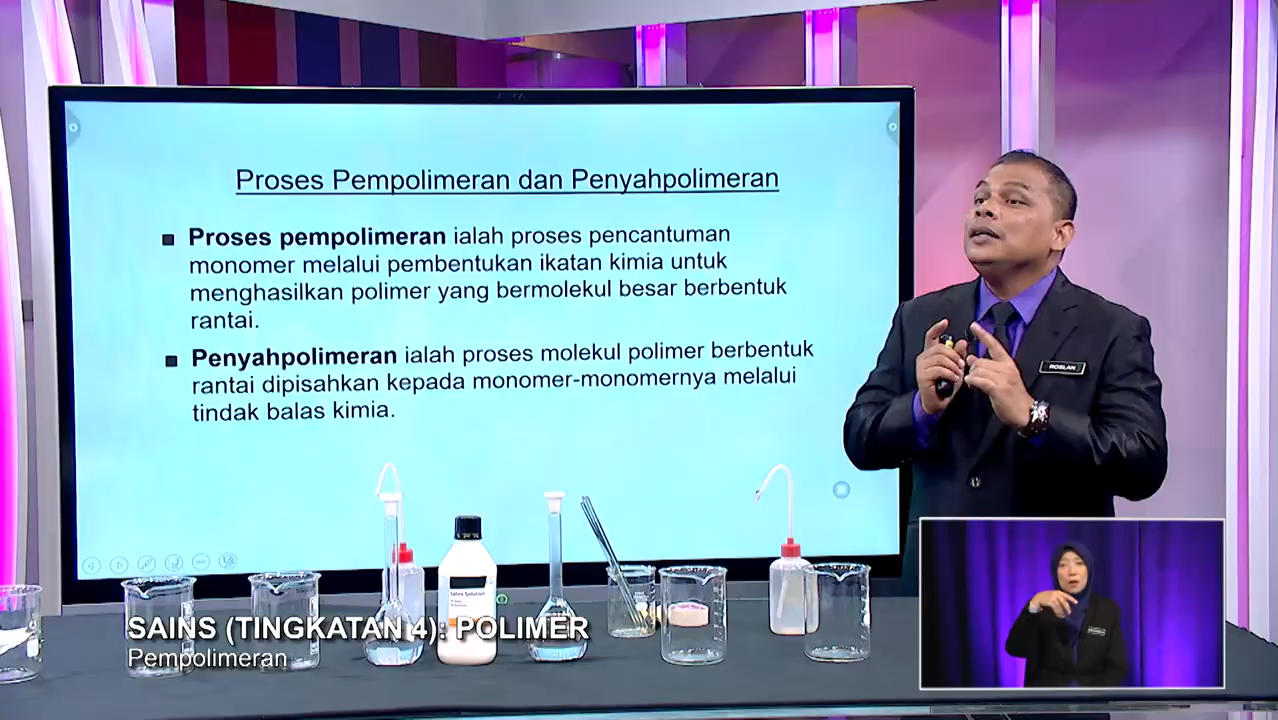 Proses Pempolimeran dan Penyahpolimeran
Proses pempolimeran ialah proses pencantuman
monomer melalui pembentukan ikatan kimia untuk
menghasilkan polimer yang bermolekul besar berbentuk
rantai.
Penyahpolimeran ialah proses molekul polimer berbentuk
rantai dipisahkan kepada monomer-monomernya melalui
tindak balas kimia.
ROSLAN
SAINS (TINGKATAN 4): POLIMER
Pempolimeran